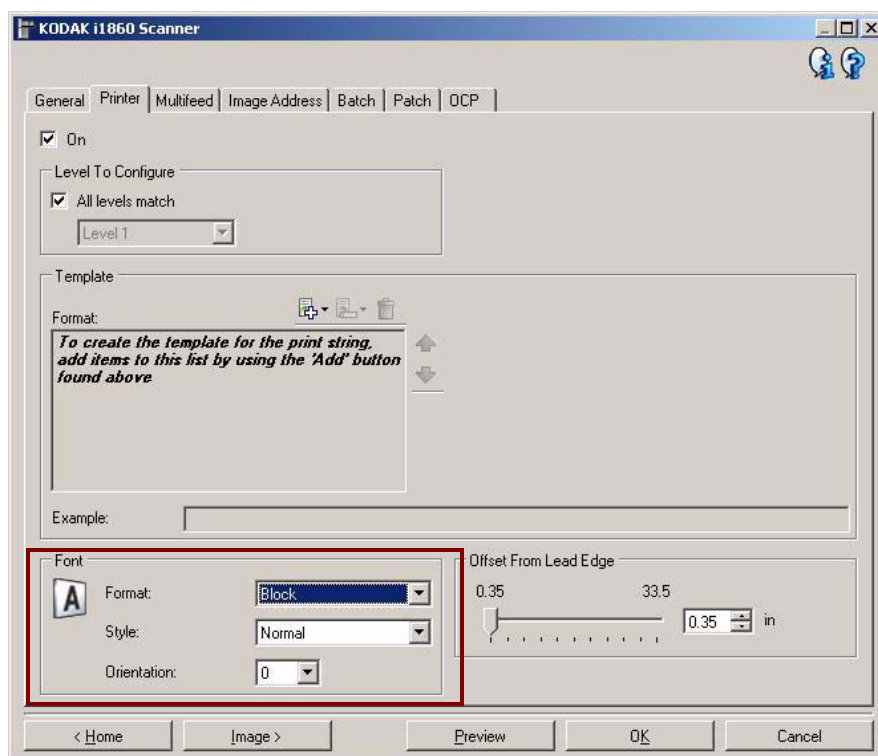 KODAK i1860 Scanner
General Printer Multifeed Image Address Batch Patch OCP
On
Level To Configure
All levels match
Level 1
Template
Format:
To create the template for the print string,
add items to this list by using the 'Add' button
found above
Example:
Font
A
Format: Block
Style: Normal
Orientation: 0
Offset From Lead Edge
0.35 33.5
0.35 in
< Home Image > Preview OK Cancel